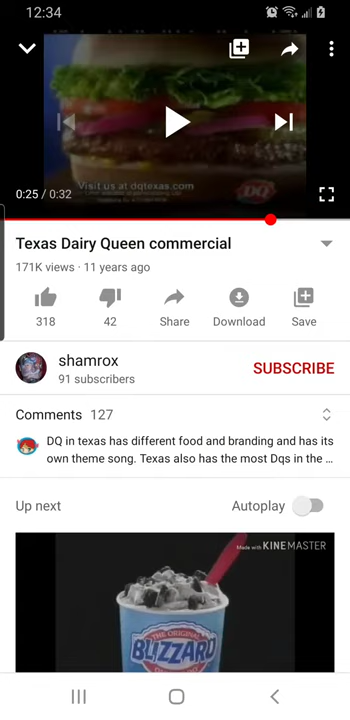 12:34
0:25 / 0:32
Visit us at dqtexas.com
DQ
Texas Dairy Queen commercial
171K views · 11 years ago
318
42
Share
Download
Save
shamrox
91 subscribers
SUBSCRIBE
Comments 127
DQ in texas has different food and branding and has its
own theme song. Texas also has the most Dqs in the ...
Up next
Autoplay
Made with KINEMASTER
THE ORIGINAL
BLIZZARD